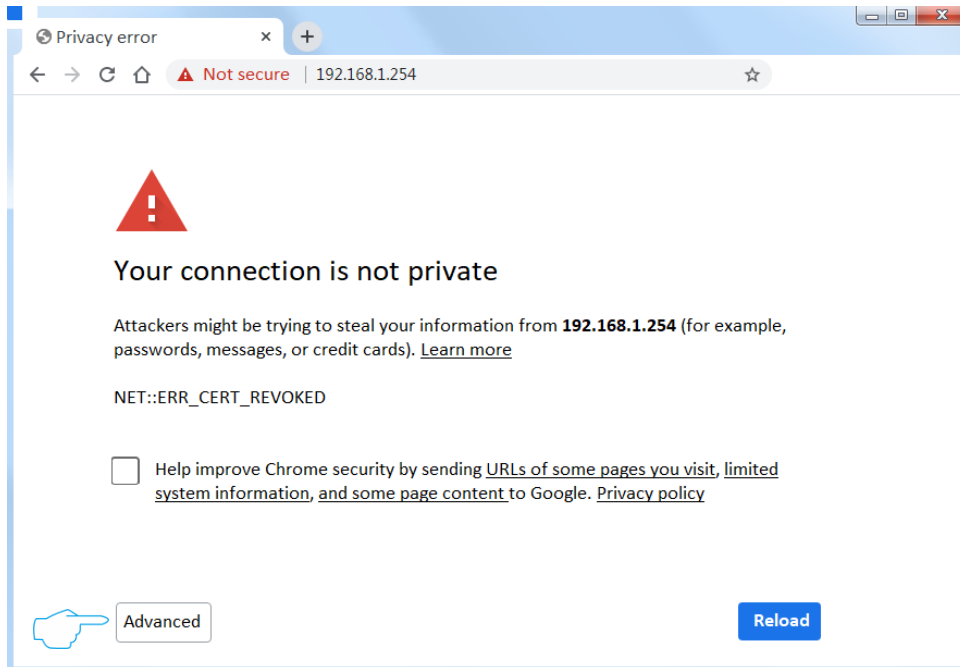 Privacy error
Not secure 192.168.1.254
Your connection is not private
Attackers might be trying to steal your information from 192.168.1.254 (for example,
passwords, messages, or credit cards). Learn more
NET::ERR_CERT_REVOKED
Help improve Chrome security by sending URLs of some pages you visit, limited
system information, and some page content to Google. Privacy policy
Advanced
Reload